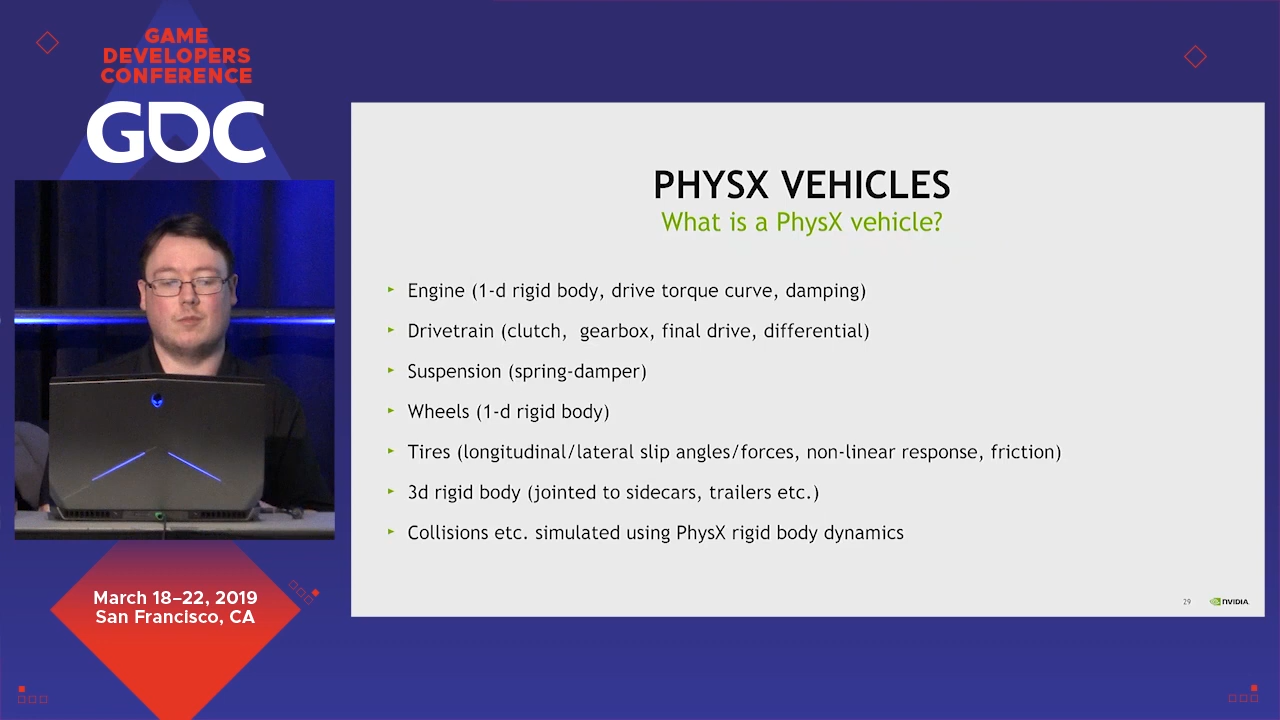 GAME
DEVELOPERS
CONFERENCE
GDC
PHYSX VEHICLES
What is a PhysX vehicle?
Engine (1-d rigid body, drive torque curve, damping)
Drivetrain (clutch, gearbox, final drive, differential)
Suspension (spring-damper)
Wheels (1-d rigid body)
Tires (longitudinal/lateral slip angles/forces, non-linear response, friction)
3d rigid body (jointed to sidecars, trailers etc.)
Collisions etc. simulated using PhysX rigid body dynamics
29
NVIDIA
March 18–22, 2019
San Francisco, CA